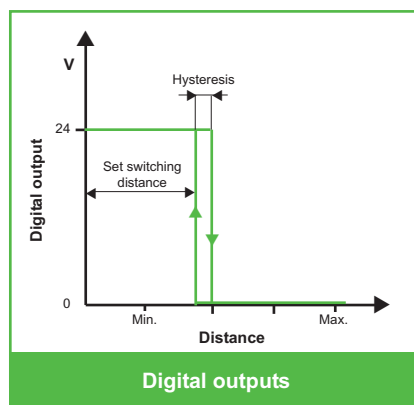 V
Hysteresis
24
Set switching
distance
Digital output
0
Min.
Max.
Distance
Digital outputs